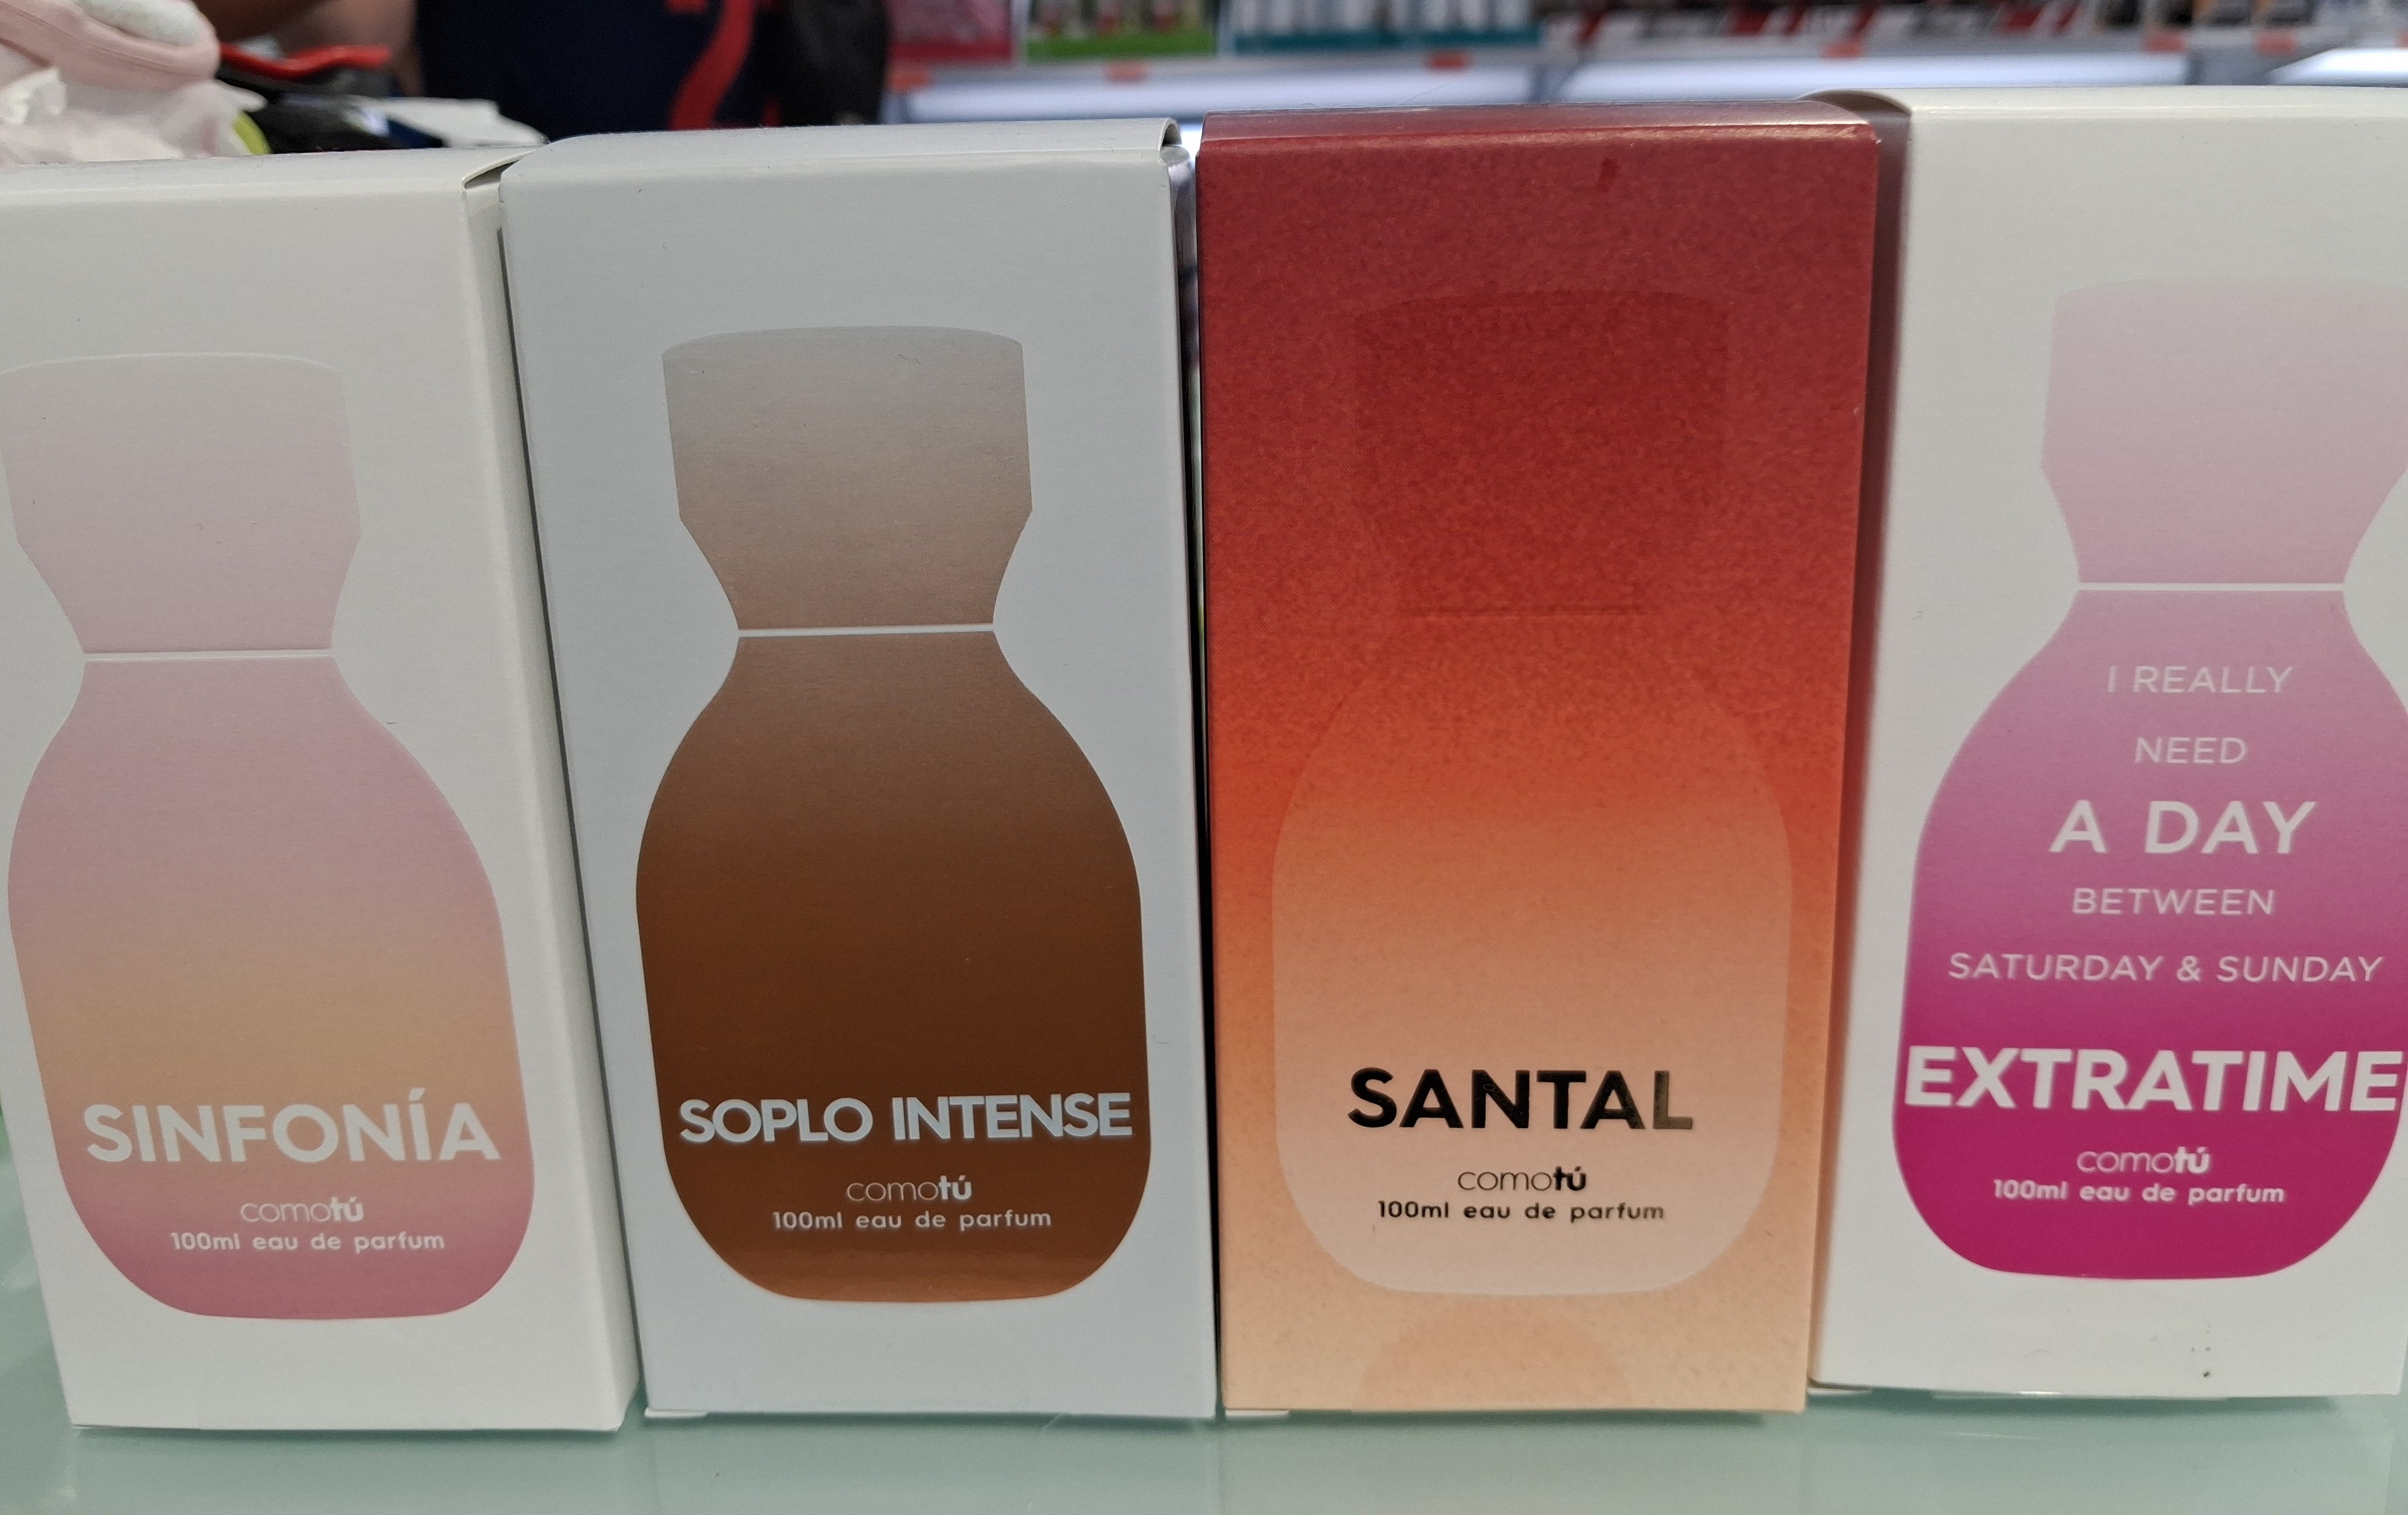 SINFONÍA
comotú
100ml eau de parfum
SOPLO INTENSE
comotú
100ml eau de parfum
SANTAL
comotú
100ml eau de parfum
I REALLY
NEED
A DAY
BETWEEN
SATURDAY & SUNDAY
EXTRATIME
comotú
100ml eau de parfum